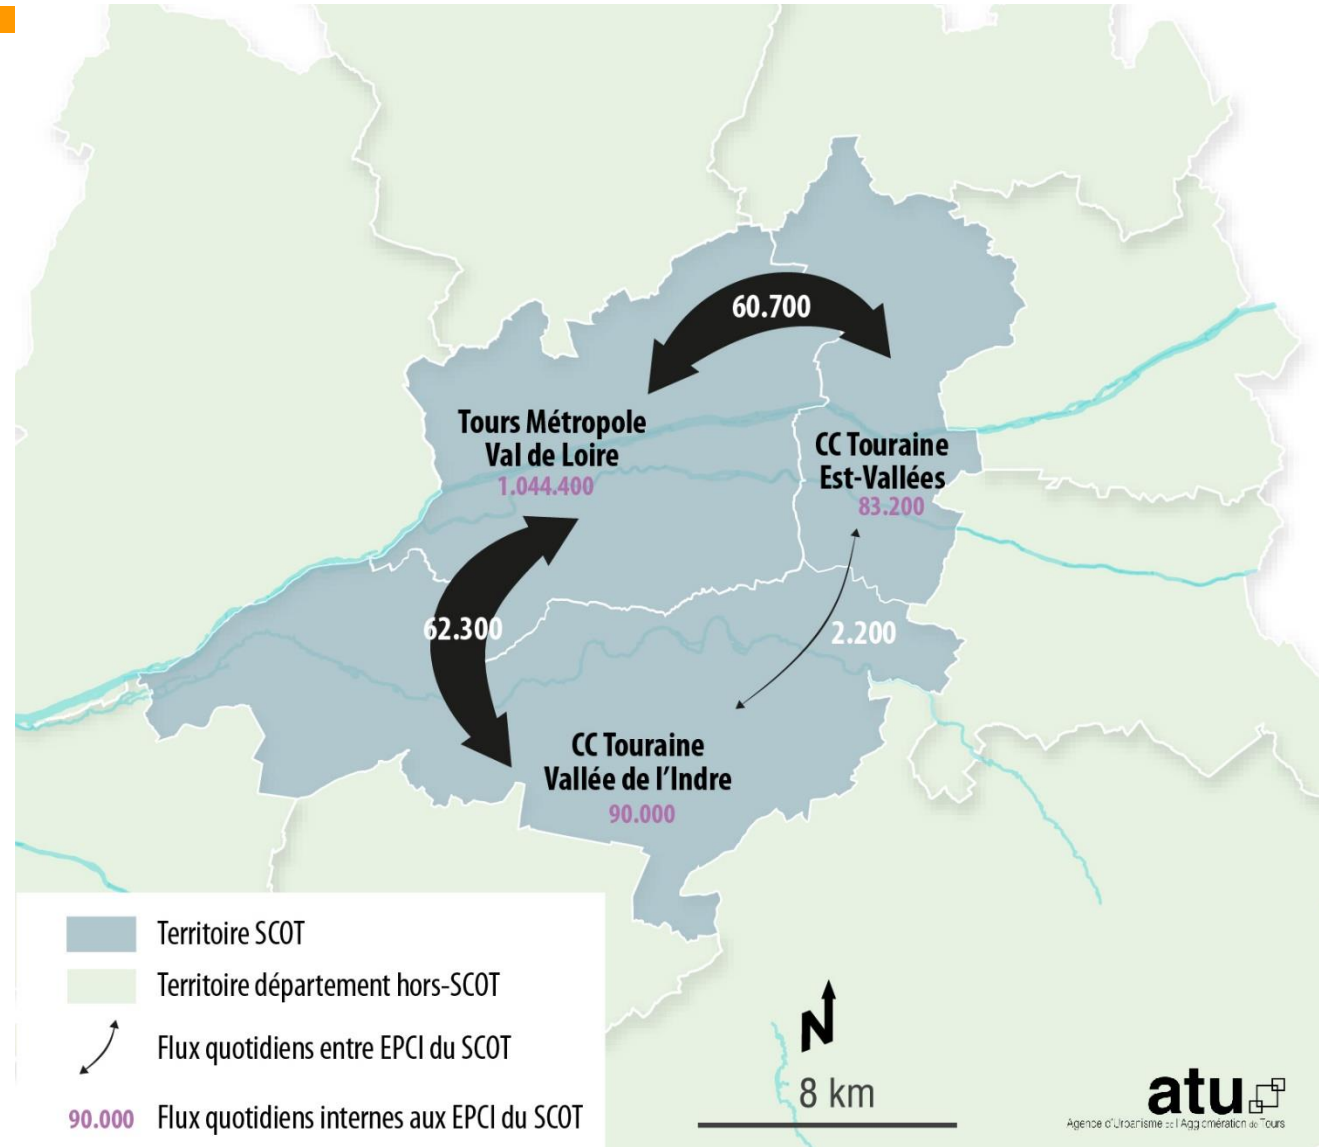 60.700
Tours Métropole
Val de Loire
1.044.400
CC Touraine
Est-Vallées
83.200
62.300
2.200
CC Touraine
Vallée de l'Indre
90.000
Territoire SCOT
Territoire département hors-SCOT
Flux quotidiens entre EPCI du SCOT
90.000 Flux quotidiens internes aux EPCI du SCOT
N
8 km
atu
Agence d'Urbanisme de l'Agglomération de Tours